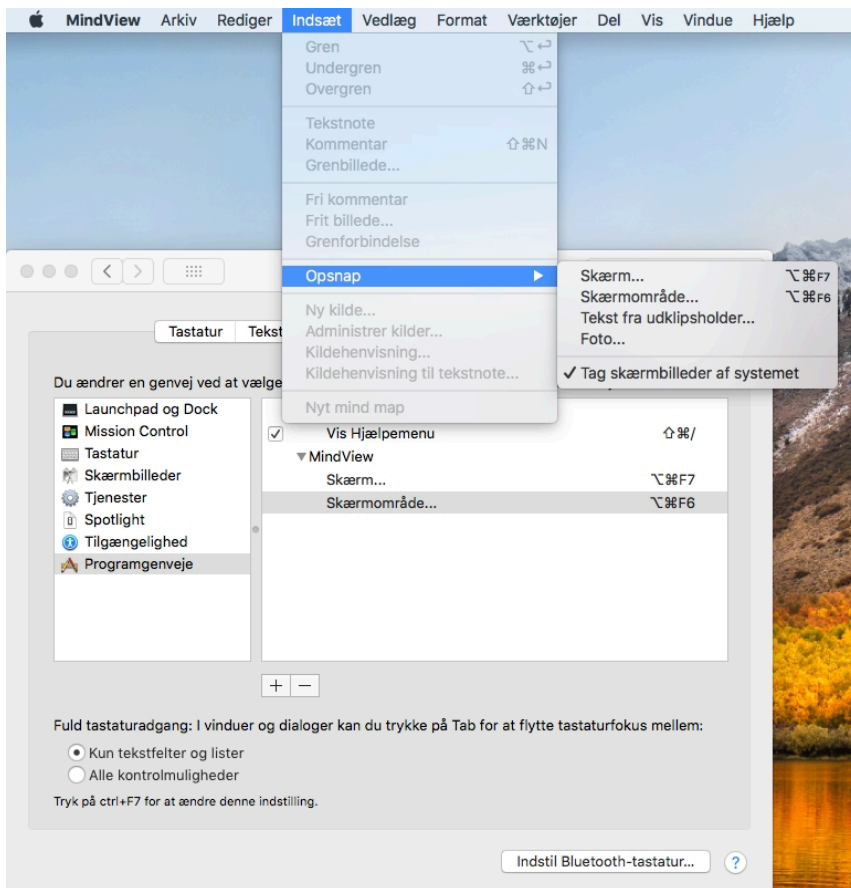 MindView Arkiv Rediger Indsæt Vedlæg Format Værktøjer Del Vis Vindue Hjælp
Gren ⌥↩
Undergren ⌘↩
Overgren ⇧↩
Tekstnote
Kommentar ⇧⌘N
Grenbillede...
Fri kommentar
Frit billede...
Grenforbindelse
Opsnap ▶
Ny kilde...
Administrer kilder...
Kildehenvisning...
Kildehenvisning til tekstnote...
Nyt mind map
Skærm... ⌥⌘F7
Skærmområde... ⌥⌘F6
Tekst fra udklipsholder...
Foto...
✓ Tag skærmbilleder af systemet
Tastatur Tekst
Du ændrer en genvej ved at vælge
Launchpad og Dock
Mission Control
Tastatur
Skærmbilleder
Tjenester
Spotlight
Tilgængelighed
Programgenveje
Vis Hjælpemenu ⇧⌘/
▼MindView
Skærm... ⌥⌘F7
Skærmområde... ⌥⌘F6
+ −
Fuld tastaturadgang: I vinduer og dialoger kan du trykke på Tab for at flytte tastaturfokus mellem:
Kun tekstfelter og lister
Alle kontrolmuligheder
Tryk på ctrl+F7 for at ændre denne indstilling.
Indstil Bluetooth-tastatur... ?